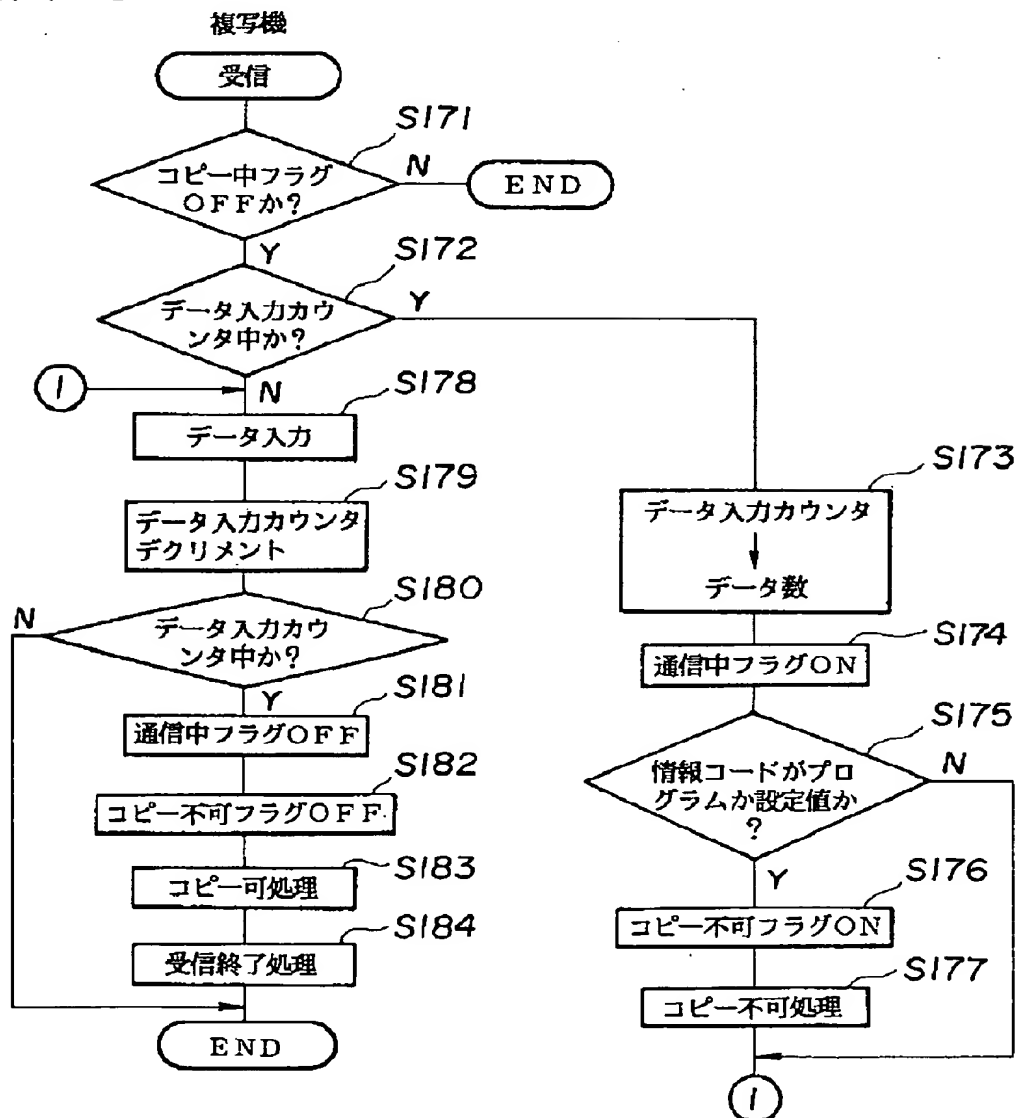 複写機
受信
S171
コピー中フラグ
OFFか?
N
END
Y
S172
データ入力カウ
ンタ中か?
Y
1
N
S178
データ入力
S179
データ入力カウンタ
デクリメント
S180
N
データ入力カウ
ンタ中か?
Y
S181
通信中フラグOFF
S182
コピー不可フラグOFF
S183
コピー可処理
S184
受信終了処理
END
S173
データ入力カウンタ
データ数
S174
通信中フラグON
S175
情報コードがプロ
グラムか設定値か
?
N
Y
S176
コピー不可フラグON
S177
コピー不可処理
1